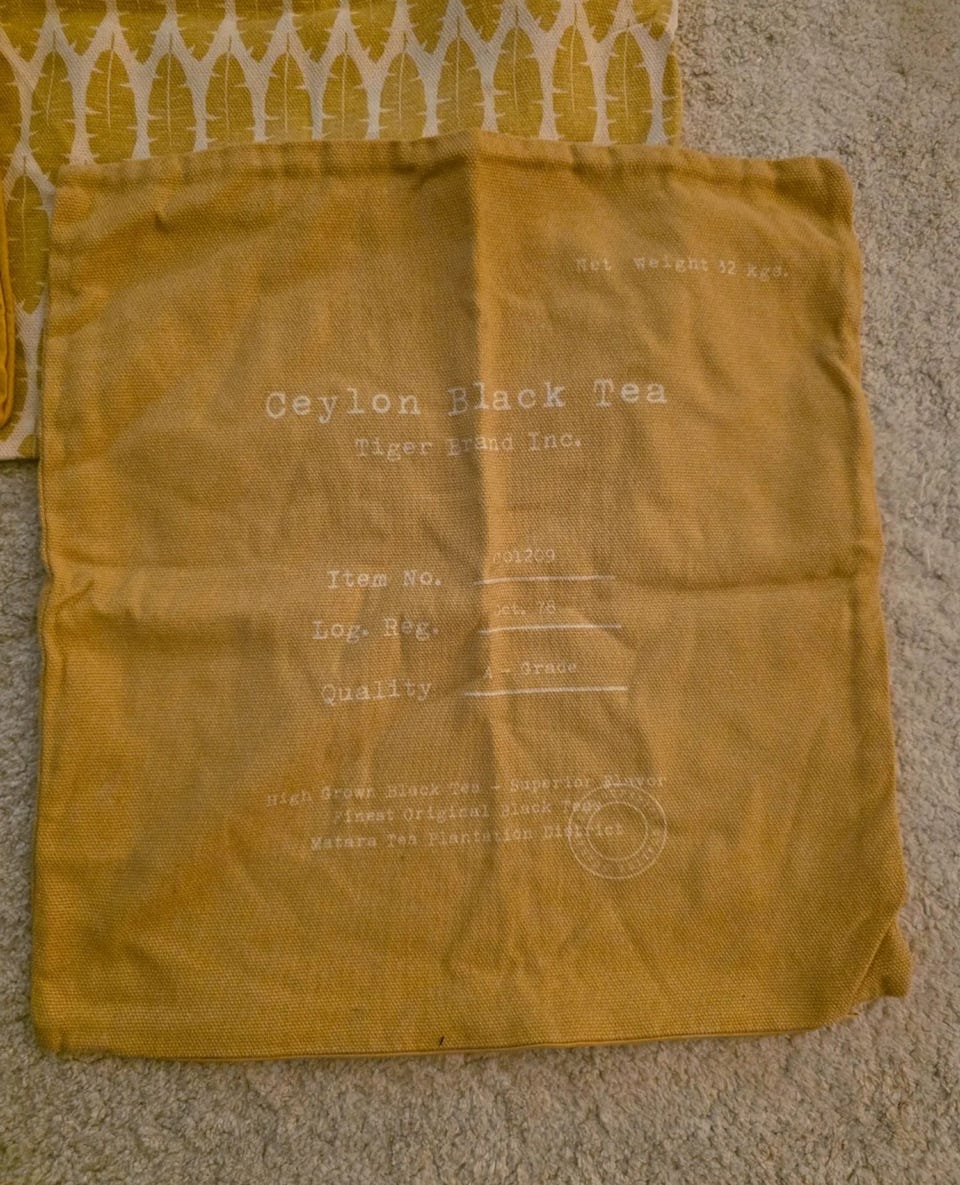 Net Weight 32 Kgs.
Ceylon Black Tea
Tiger Brand Inc.
Item No. 001209
Log. Reg. Oct. 78
Quality A - Grade
High Grown Black Tea - Superior Flavor
Finest Original Black Teas
Matara Tea Plantation District